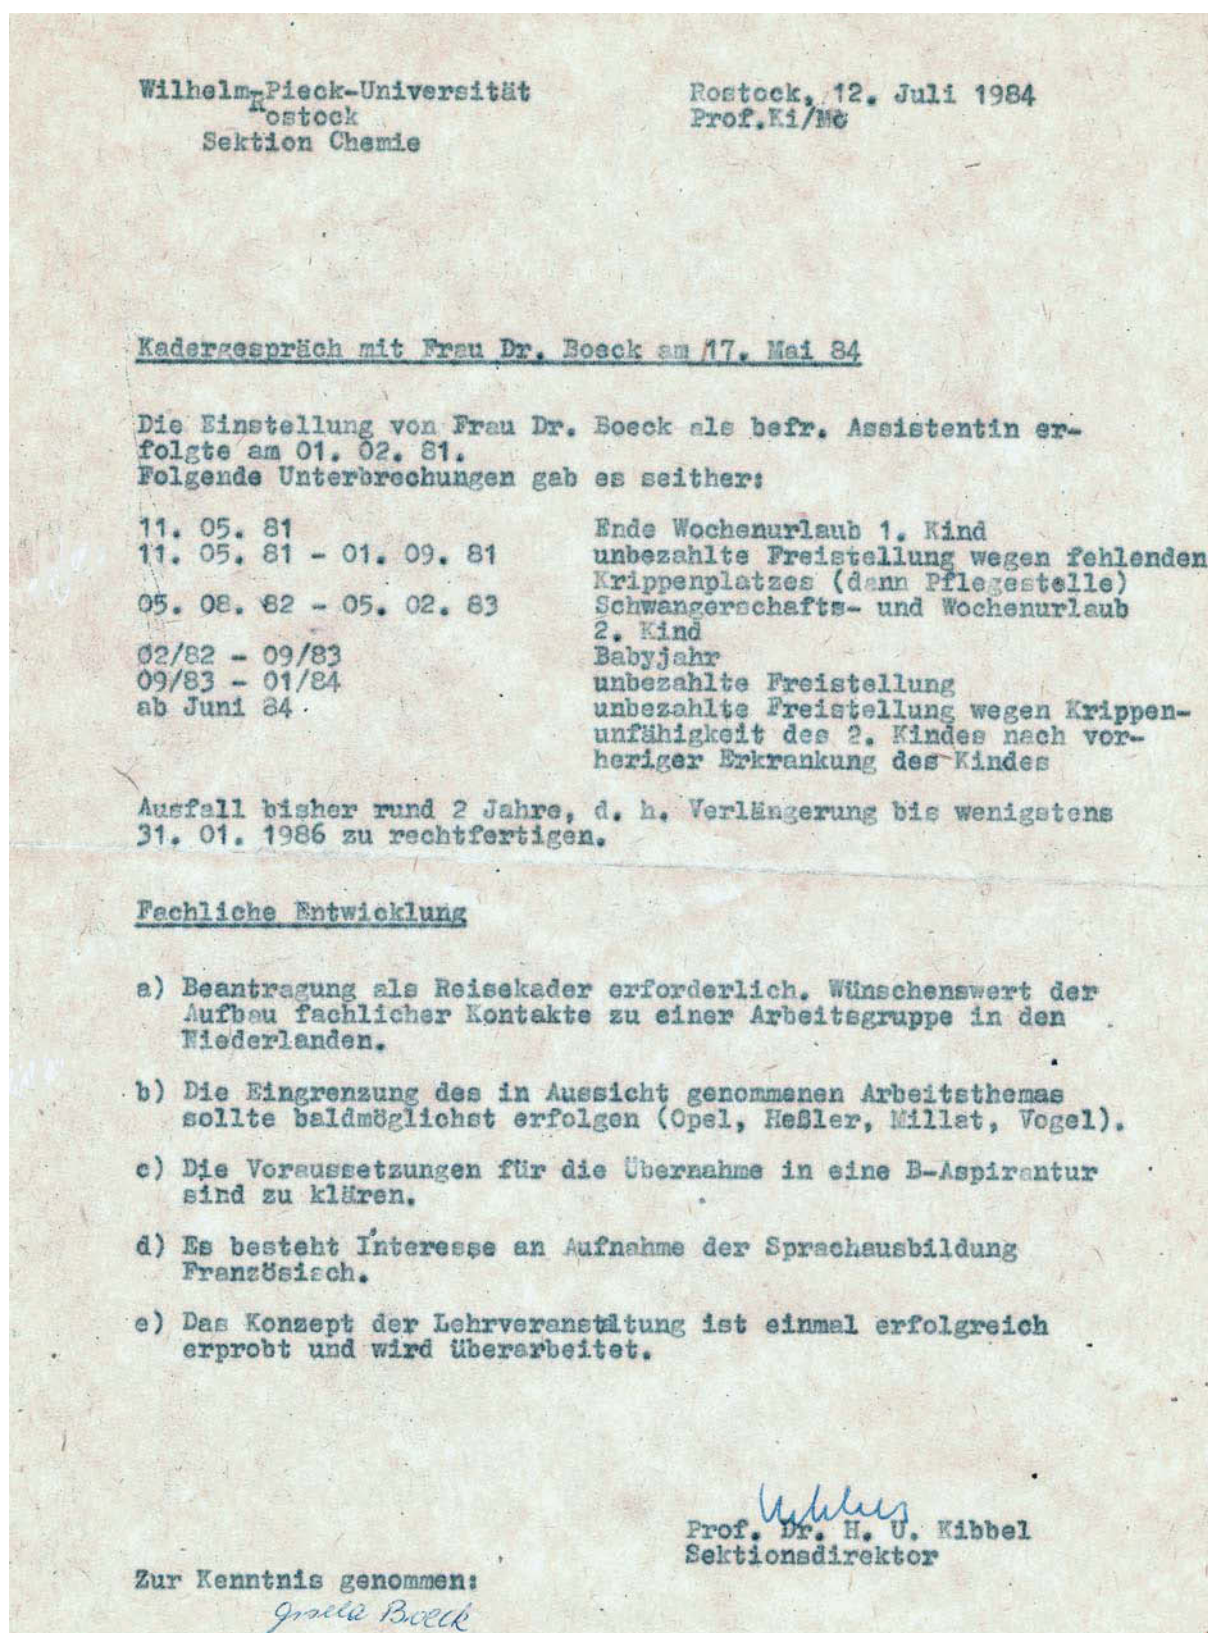 Wilhelm-Pieck-Universität
Rostock
Sektion Chemie
Rostock, 12. Juli 1984
Prof.Ki/Mc
Kadergespräch mit Frau Dr. Boeck am 17. Mai 84
Die Einstellung von Frau Dr. Boeck als befr. Assistentin er-
folgte am 01. 02. 81.
Folgende Unterbrechungen gab es seither:
11. 05. 81 Ende Wochenurlaub 1. Kind
11. 05. 81 - 01. 09. 81 unbezahlte Freistellung wegen fehlenden
Krippenplatzes (dann Pflegestelle)
05. 08. 82 - 05. 02. 83 Schwangerschafts- und Wochenurlaub
2. Kind
02/82 - 09/83 Babyjahr
09/83 - 01/84 unbezahlte Freistellung
ab Juni 84 unbezahlte Freistellung wegen Krippen-
unfähigkeit des 2. Kindes nach vor-
heriger Erkrankung des Kindes
Ausfall bisher rund 2 Jahre, d. h. Verlängerung bis wenigstens
31. 01. 1986 zu rechtfertigen.
Fachliche Entwicklung
a) Beantragung als Reisekader erforderlich. Wünschenswert der
Aufbau fachlicher Kontakte zu einer Arbeitsgruppe in den
Niederlanden.
b) Die Eingrenzung des in Aussicht genommenen Arbeitsthemas
sollte baldmöglichst erfolgen (Opel, Heßler, Millat, Vogel).
c) Die Voraussetzungen für die Übernahme in eine B-Aspirantur
sind zu klären.
d) Es besteht Interesse an Aufnahme der Sprachausbildung
Französisch.
e) Das Konzept der Lehrveranstaltung ist einmal erfolgreich
erprobt und wird überarbeitet.
Kibbel
Prof. Dr. H. U. Kibbel
Sektionsdirektor
Zur Kenntnis genommen:
Gisela Boeck